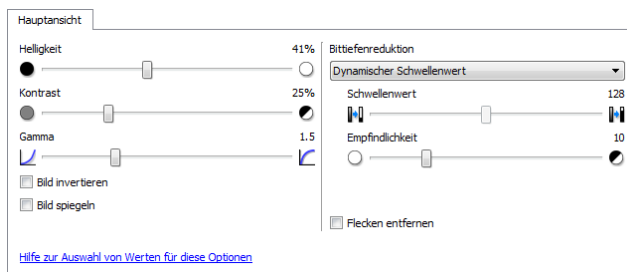 Hauptansicht
Helligkeit 41%
Kontrast 25%
Gamma 1.5
Bild invertieren
Bild spiegeln
Hilfe zur Auswahl von Werten für diese Optionen
Bittiefenreduktion
Dynamischer Schwellenwert
Schwellenwert 128
Empfindlichkeit 10
Flecken entfernen